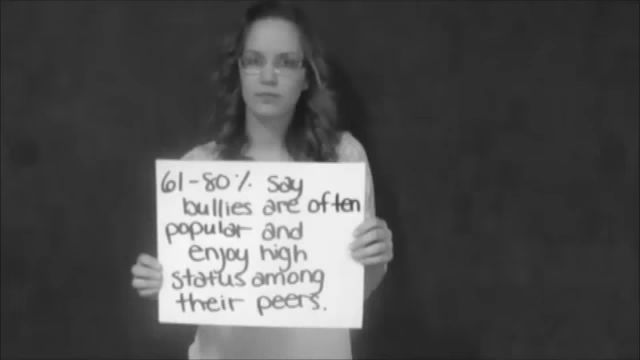 61-80% say
bullies are often
popular and
enjoy high
status among
their peers.